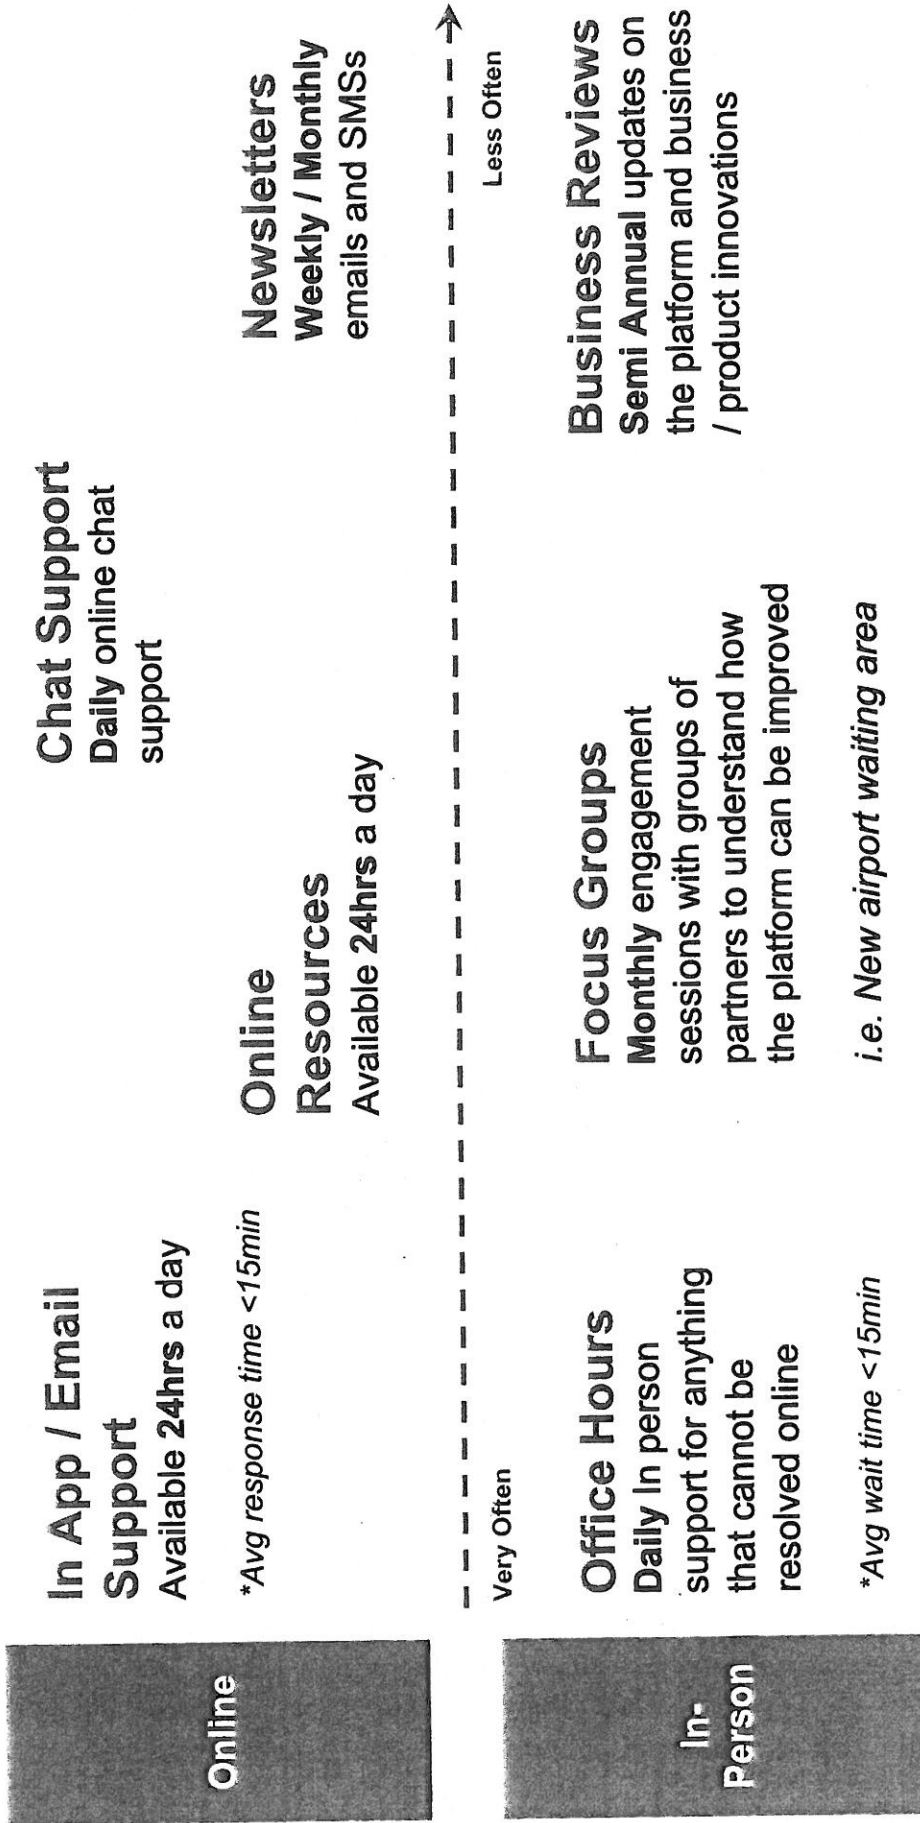 Online
In App / Email
Support
Available 24hrs a day
*Avg response time <15min
Online
Resources
Available 24hrs a day
Chat Support
Daily online chat
support
Newsletters
Weekly / Monthly
emails and SMSs
Very Often
Less Often
In-
Person
Office Hours
Daily In person
support for anything
that cannot be
resolved online
*Avg wait time <15min
Focus Groups
Monthly engagement
sessions with groups of
partners to understand how
the platform can be improved
i.e. New airport waiting area
Business Reviews
Semi Annual updates on
the platform and business
/ product innovations